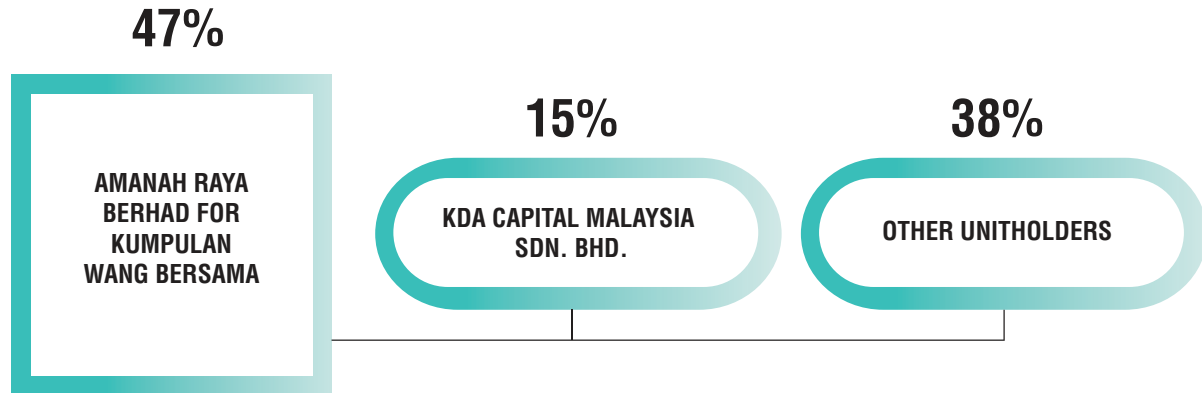 47%
AMANAH RAYA
BERHAD FOR
KUMPULAN
WANG BERSAMA
15%
KDA CAPITAL MALAYSIA
SDN. BHD.
38%
OTHER UNITHOLDERS